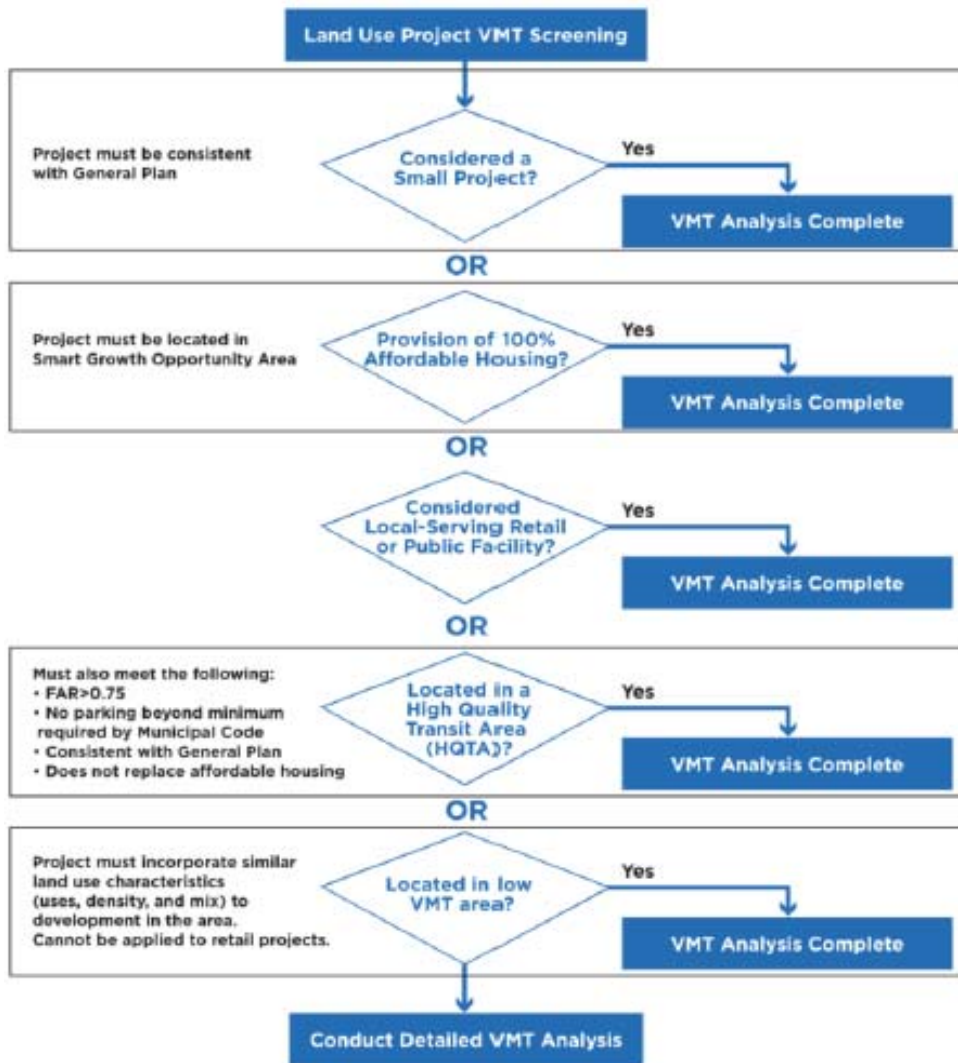 Land Use Project VMT Screening
Project must be consistent
with General Plan
Considered a
Small Project?
Yes
VMT Analysis Complete
OR
Project must be located in
Smart Growth Opportunity Area
Provision of 100%
Affordable Housing?
Yes
VMT Analysis Complete
OR
Considered
Local-Serving Retail
or Public Facility?
Yes
VMT Analysis Complete
OR
Must also meet the following:
• FAR>0.75
• No parking beyond minimum
required by Municipal Code
• Consistent with General Plan
• Does not replace affordable housing
Located in a
High Quality
Transit Area
(HQTA)?
Yes
VMT Analysis Complete
OR
Project must incorporate similar
land use characteristics
(uses, density, and mix) to
development in the area.
Cannot be applied to retail projects.
Located in low
VMT area?
Yes
VMT Analysis Complete
Conduct Detailed VMT Analysis